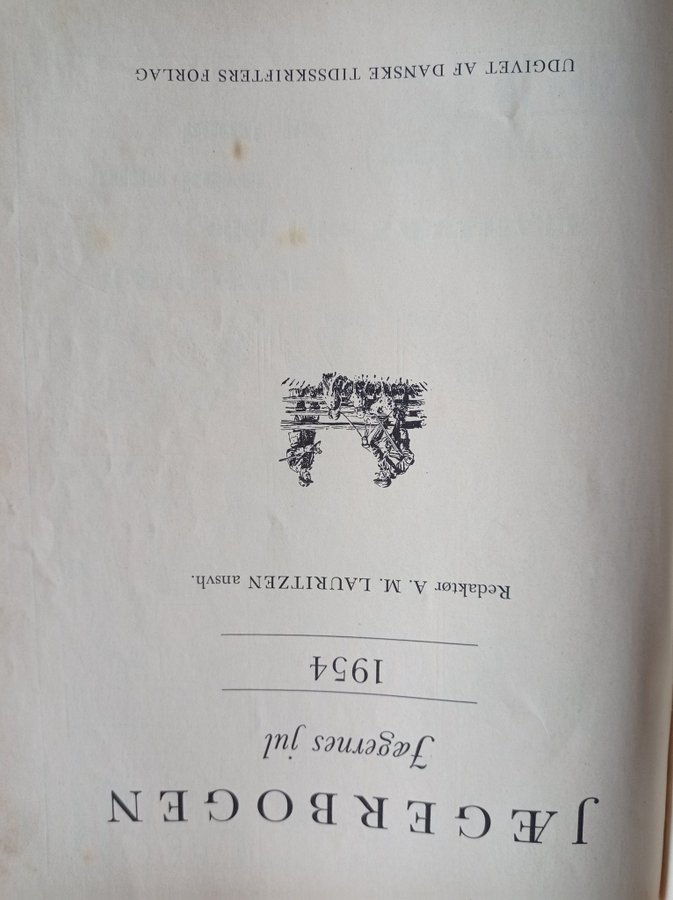 JÆGERBOGEN
Jægernes jul
1954
Redaktør A. M. LAURITZEN ansvh.
UDGIVET AF DANSKE TIDSSKRIFTERS FORLAG